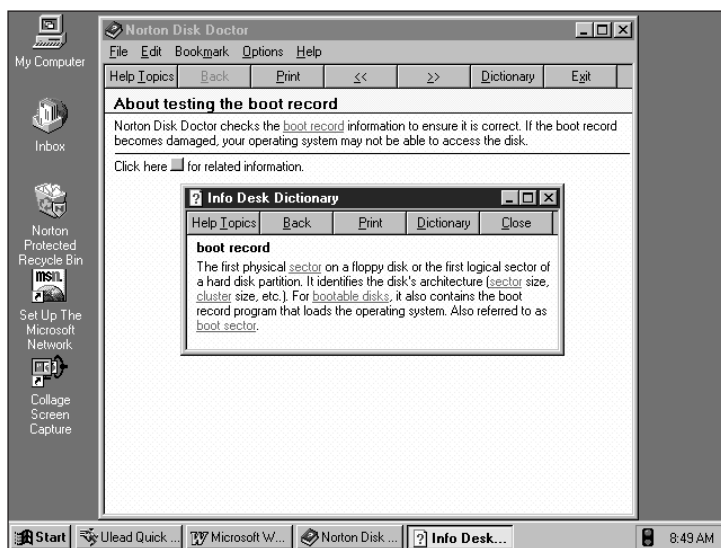 My Computer
Inbox
Norton
Protected
Recycle Bin
msn.
Set Up The
Microsoft
Network
Collage
Screen
Capture
Norton Disk Doctor
File Edit Bookmark Options Help
Help Topics Back Print << >> Dictionary Exit
About testing the boot record
Norton Disk Doctor checks the boot record information to ensure it is correct. If the boot record
becomes damaged, your operating system may not be able to access the disk.
Click here for related information.
Info Desk Dictionary
Help Topics Back Print Dictionary Close
boot record
The first physical sector on a floppy disk or the first logical sector of
a hard disk partition. It identifies the disk's architecture (sector size,
cluster size, etc.). For bootable disks, it also contains the boot
record program that loads the operating system. Also referred to as
boot sector.
Start Ulead Quick ... Microsoft W... Norton Disk ... Info Desk... 8:49 AM